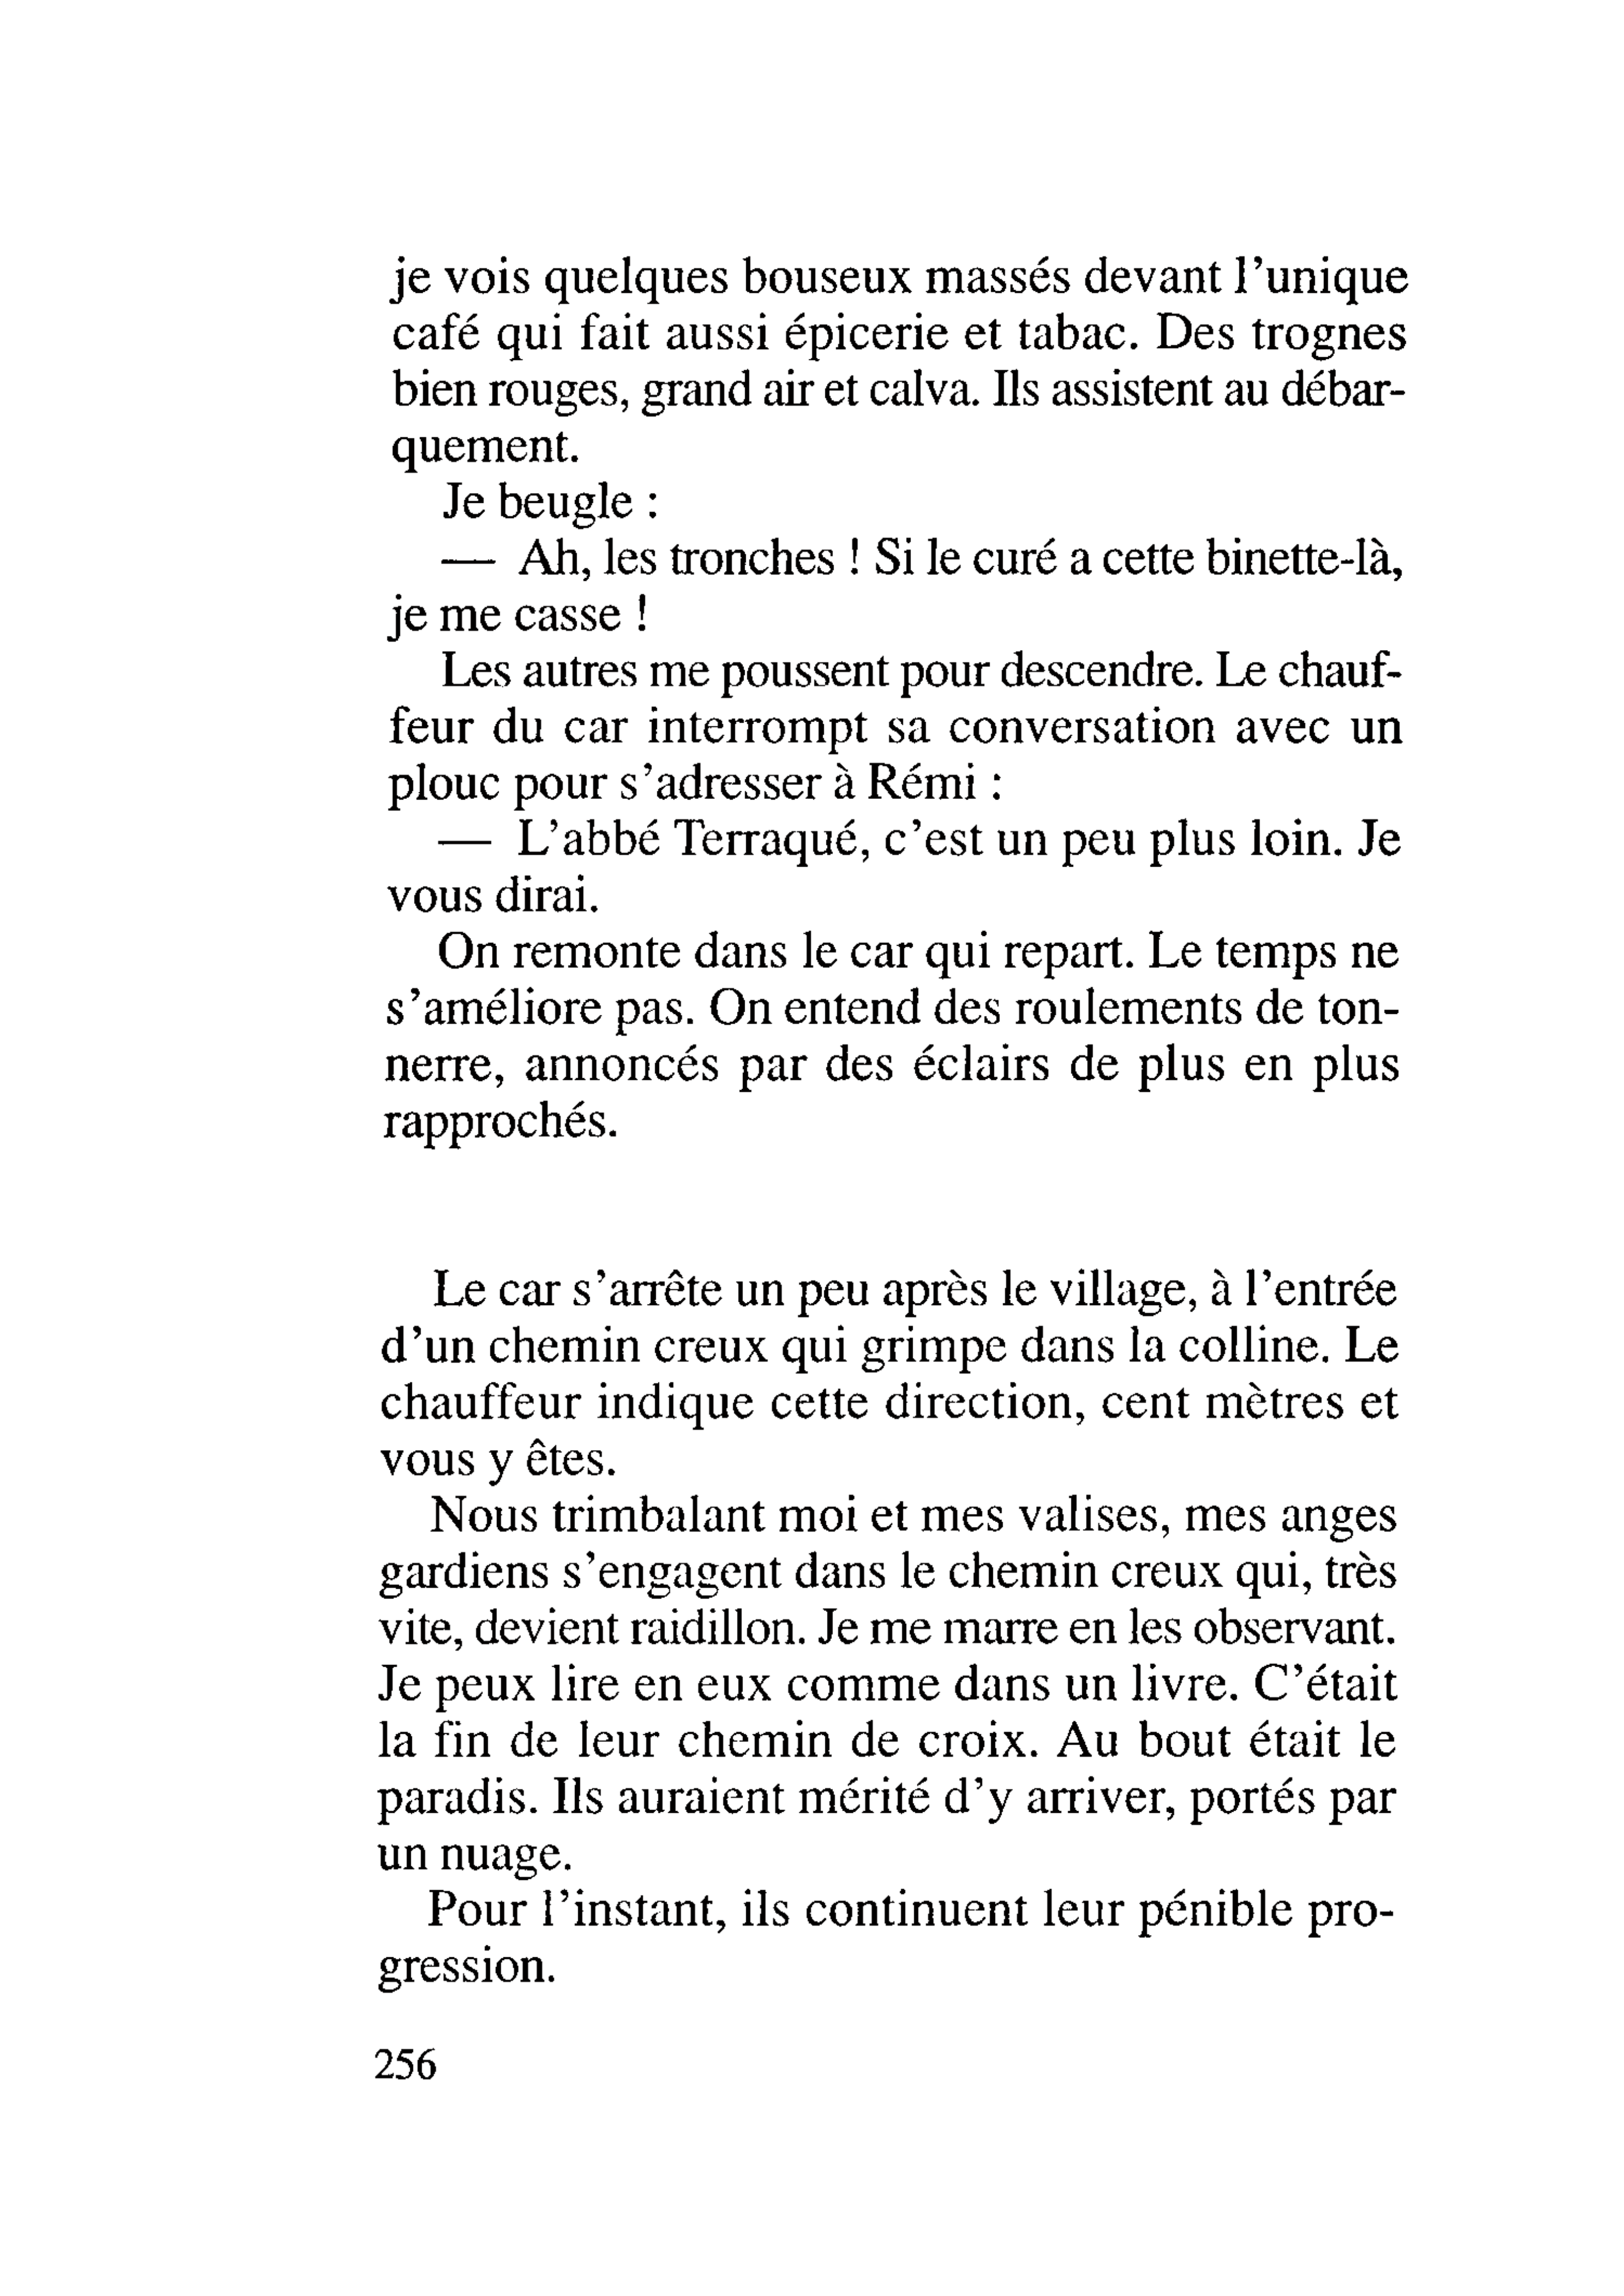 je vois quelques bouseux massés devant l'unique
café qui fait aussi épicerie et tabac. Des trognes
bien rouges, grand air et calva. Ils assistent au débar-
quement.
Je beugle :
— Ah, les tronches ! Si le curé a cette binette-là,
je me casse !
Les autres me poussent pour descendre. Le chauf-
feur du car interrompt sa conversation avec un
plouc pour s'adresser à Rémi :
— L'abbé Terraqué, c'est un peu plus loin. Je
vous dirai.
On remonte dans le car qui repart. Le temps ne
s'améliore pas. On entend des roulements de ton-
nerre, annoncés par des éclairs de plus en plus
rapprochés.
Le car s'arrête un peu après le village, à l'entrée
d'un chemin creux qui grimpe dans la colline. Le
chauffeur indique cette direction, cent mètres et
vous y êtes.
Nous trimbalant moi et mes valises, mes anges
gardiens s'engagent dans le chemin creux qui, très
vite, devient raidillon. Je me marre en les observant.
Je peux lire en eux comme dans un livre. C'était
la fin de leur chemin de croix. Au bout était le
paradis. Ils auraient mérité d'y arriver, portés par
un nuage.
Pour l'instant, ils continuent leur pénible pro-
gression.
256